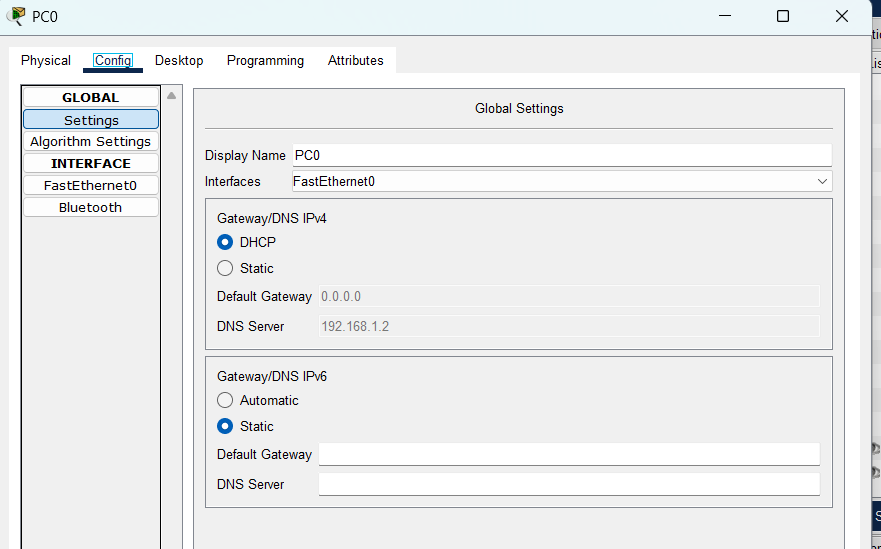 PC0
Physical Config Desktop Programming Attributes
GLOBAL
Settings
Algorithm Settings
INTERFACE
FastEthernet0
Bluetooth
Global Settings
Display Name PC0
Interfaces FastEthernet0
Gateway/DNS IPv4
DHCP
Static
Default Gateway 0.0.0.0
DNS Server 192.168.1.2
Gateway/DNS IPv6
Automatic
Static
Default Gateway
DNS Server